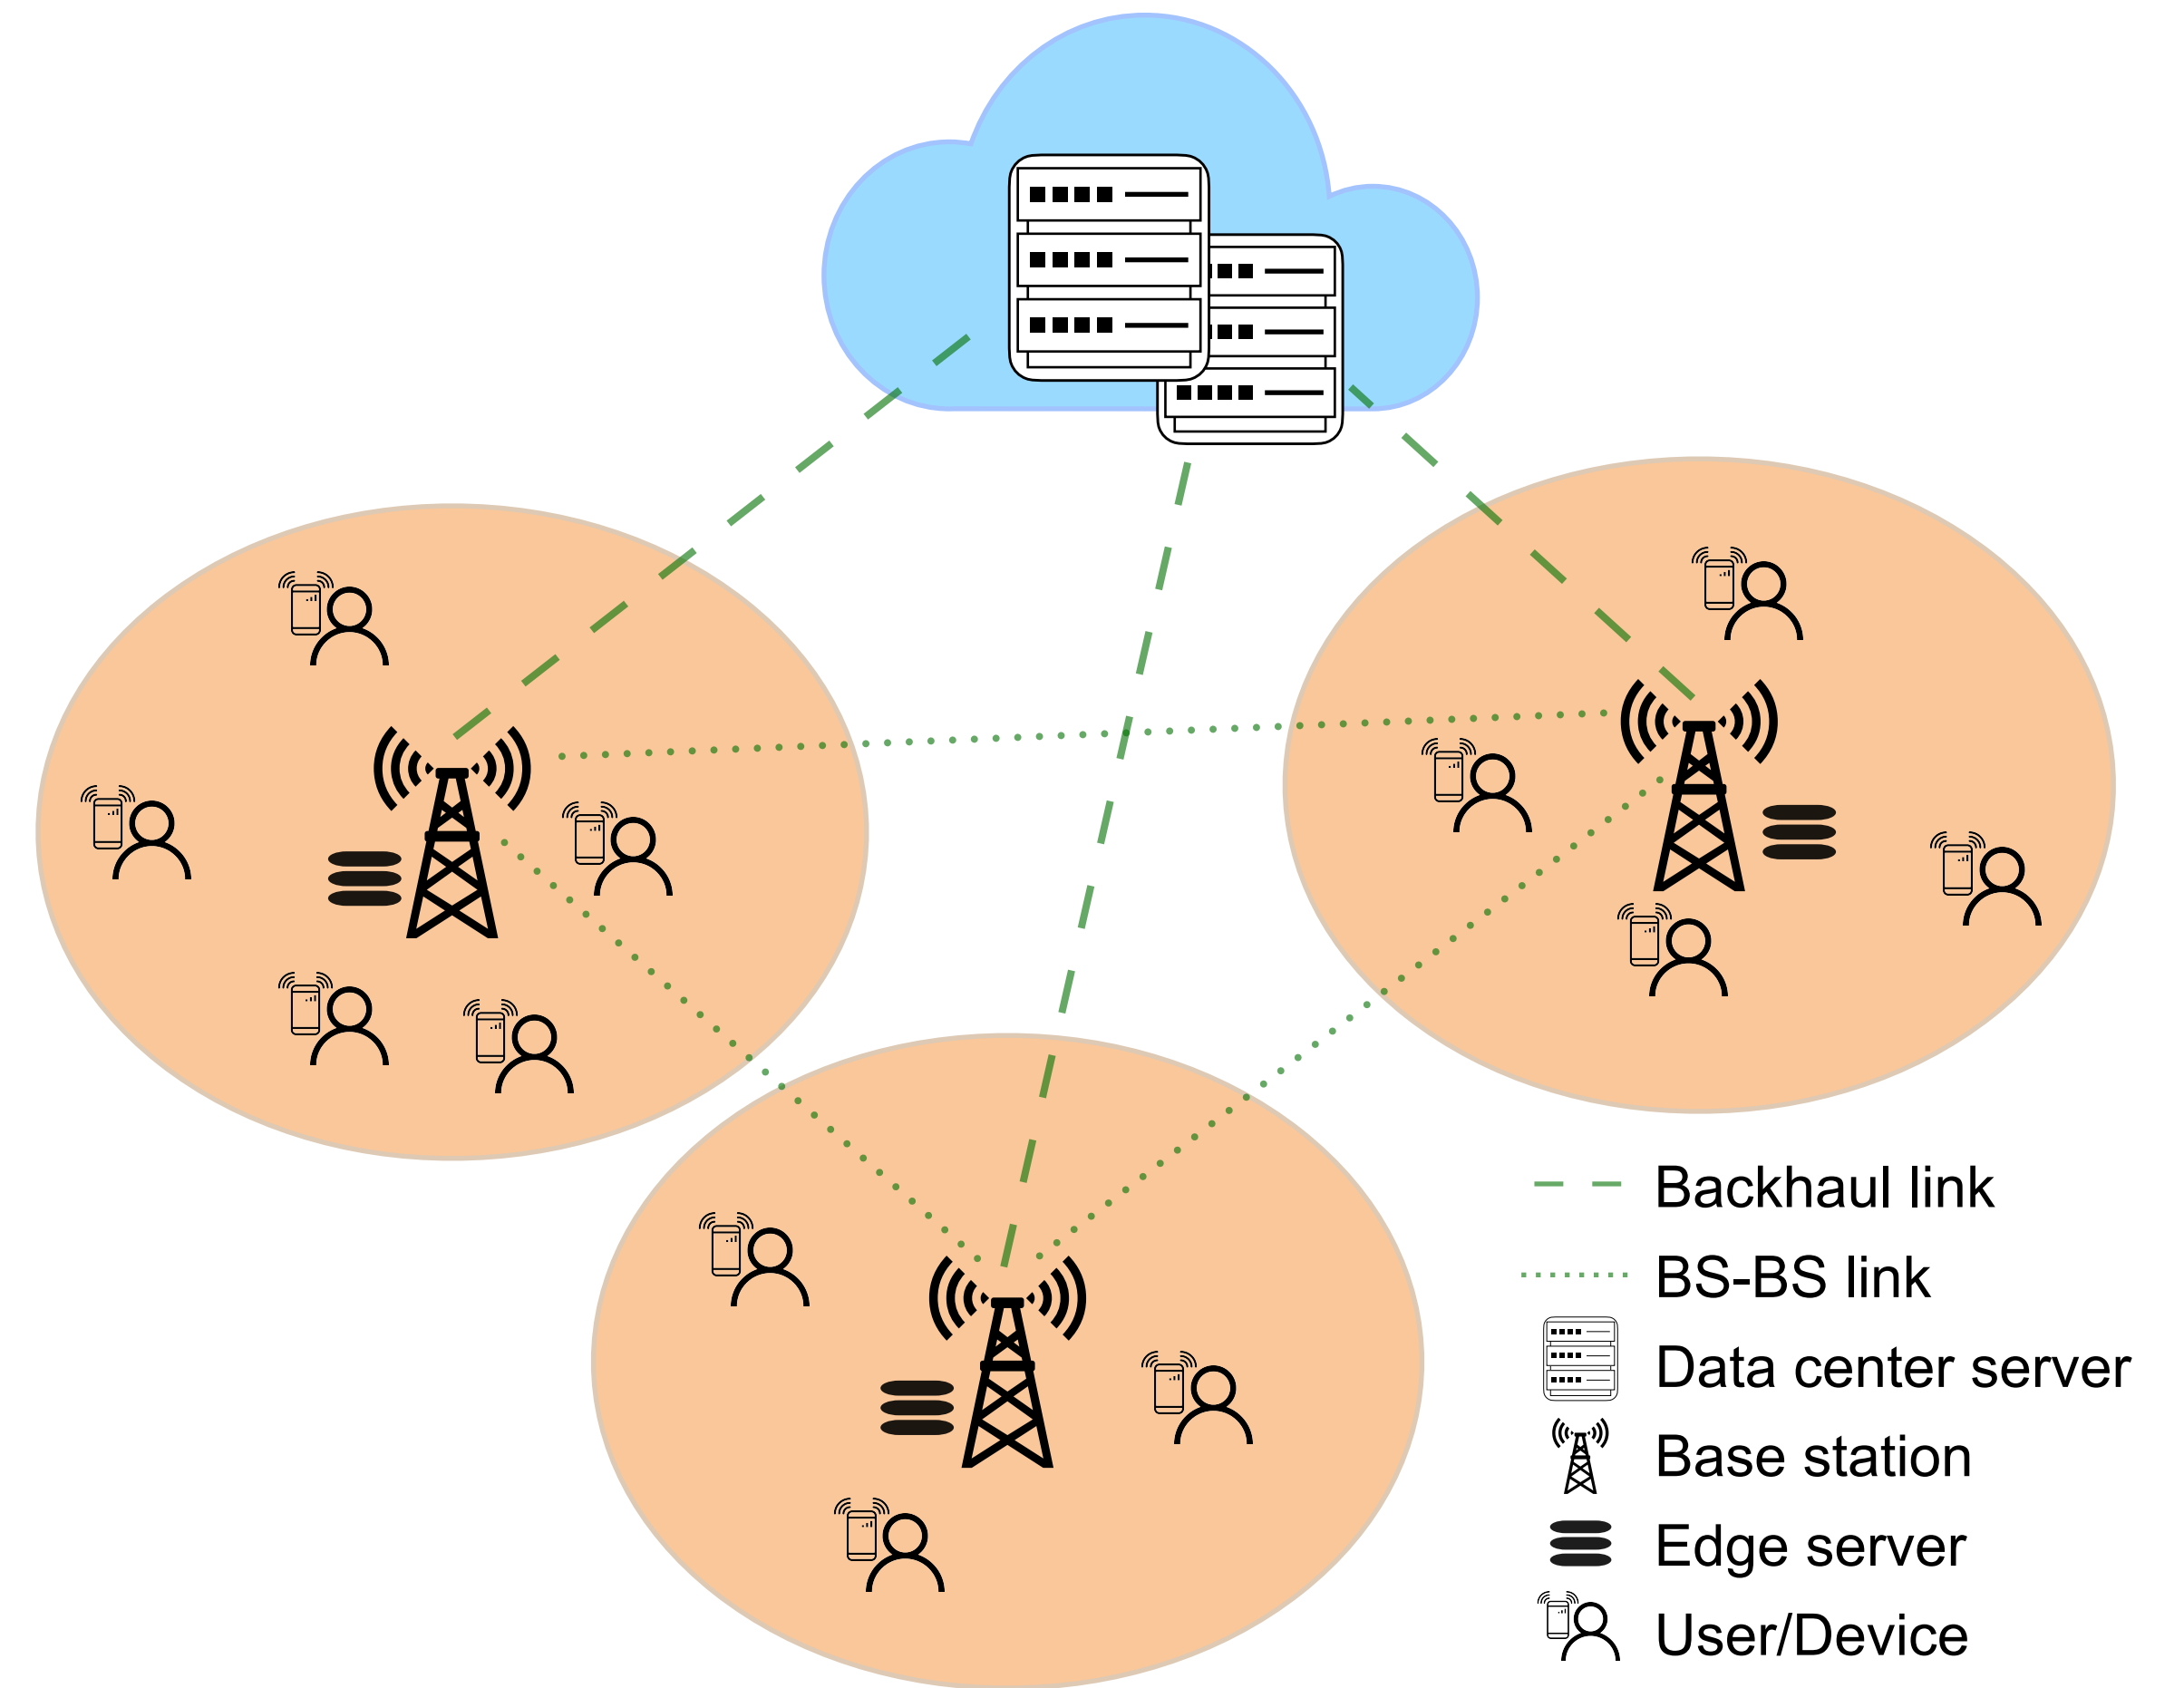 Backhaul link
BS-BS link
Data center server
Base station
Edge server
User/Device